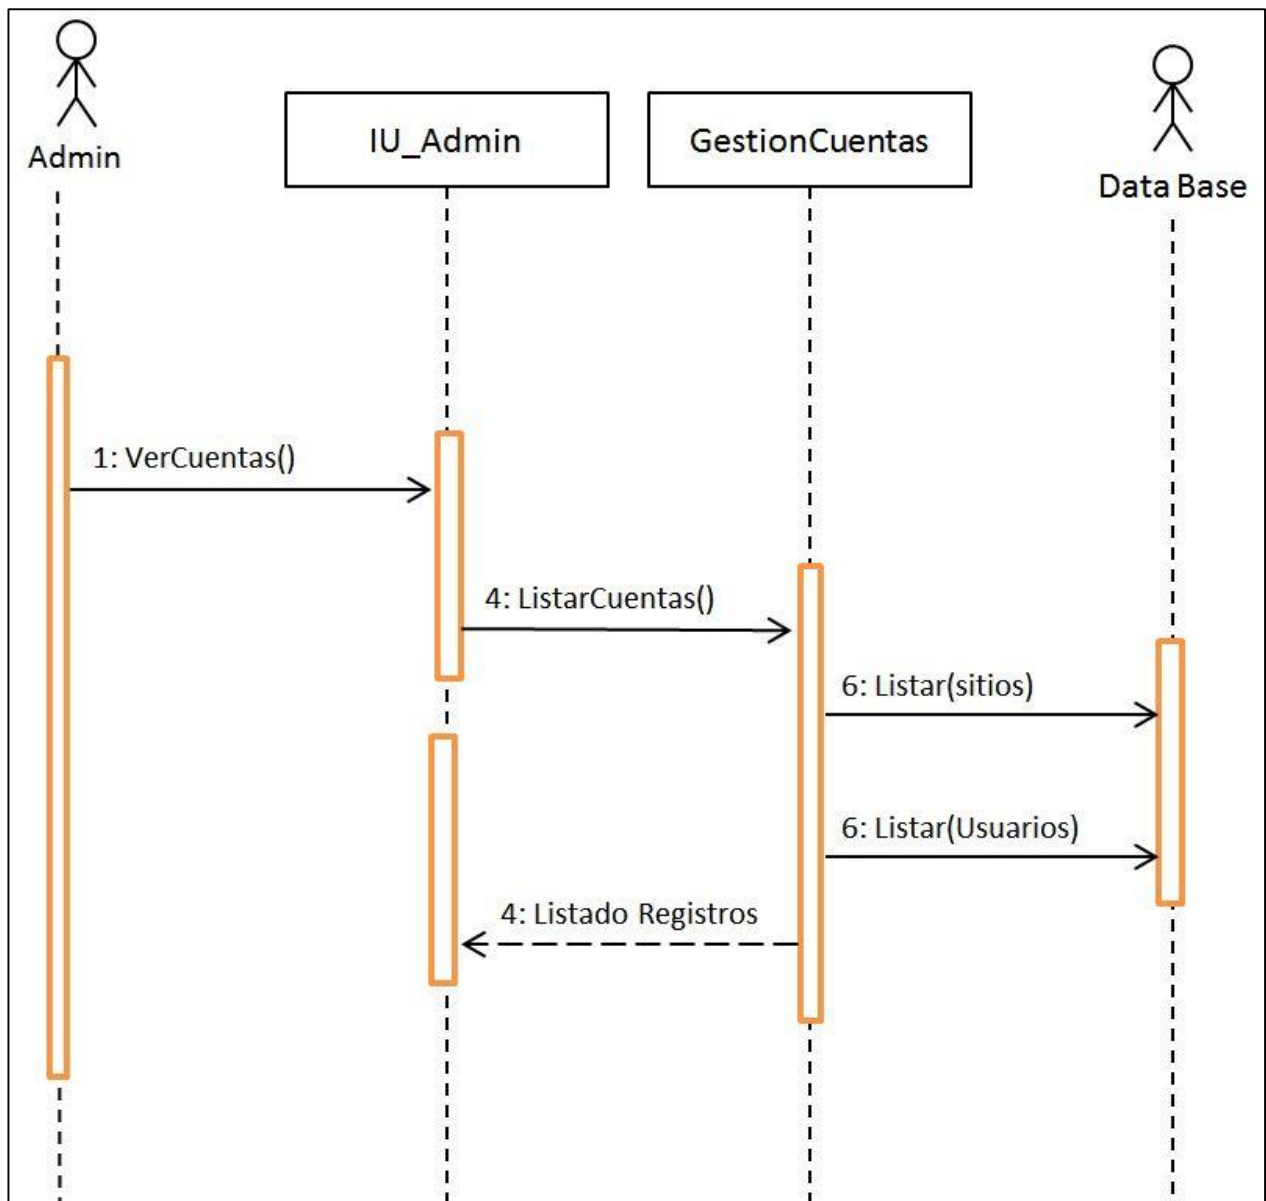 Admin
IU_Admin
GestionCuentas
Data Base
1: VerCuentas()
4: ListarCuentas()
6: Listar(sitios)
6: Listar(Usuarios)
4: Listado Registros